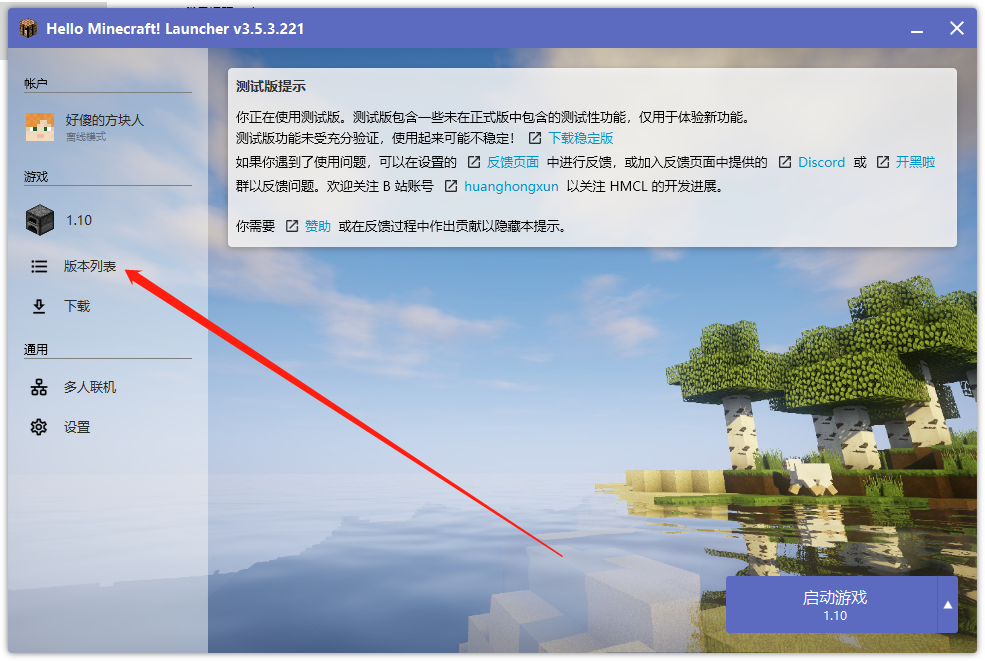 Hello Minecraft! Launcher v3.5.3.221
帐户
好傻的方块人
离线模式
游戏
1.10
版本列表
下载
通用
多人联机
设置
测试版提示
你正在使用测试版。测试版包含一些未在正式版中包含的测试性功能，仅用于体验新功能。
测试版功能未受充分验证，使用起来可能不稳定！ 下载稳定版
如果你遇到了使用问题，可以在设置的 反馈页面 中进行反馈，或加入反馈页面中提供的 Discord 或 开黑啦
群以反馈问题。欢迎关注 B 站账号 huanghongxun 以关注 HMCL 的开发进展。
你需要 赞助 或在反馈过程中作出贡献以隐藏本提示。
启动游戏
1.10